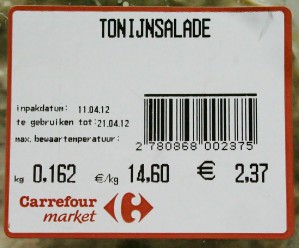 TONIJNSALADE
inpakdatum: 11.04.12
te gebruiken tot: 21.04.12
max. bewaartemperatuur:
2 780868 002375
kg 0.162 €/kg 14.60 € 2.37
Carrefour
market